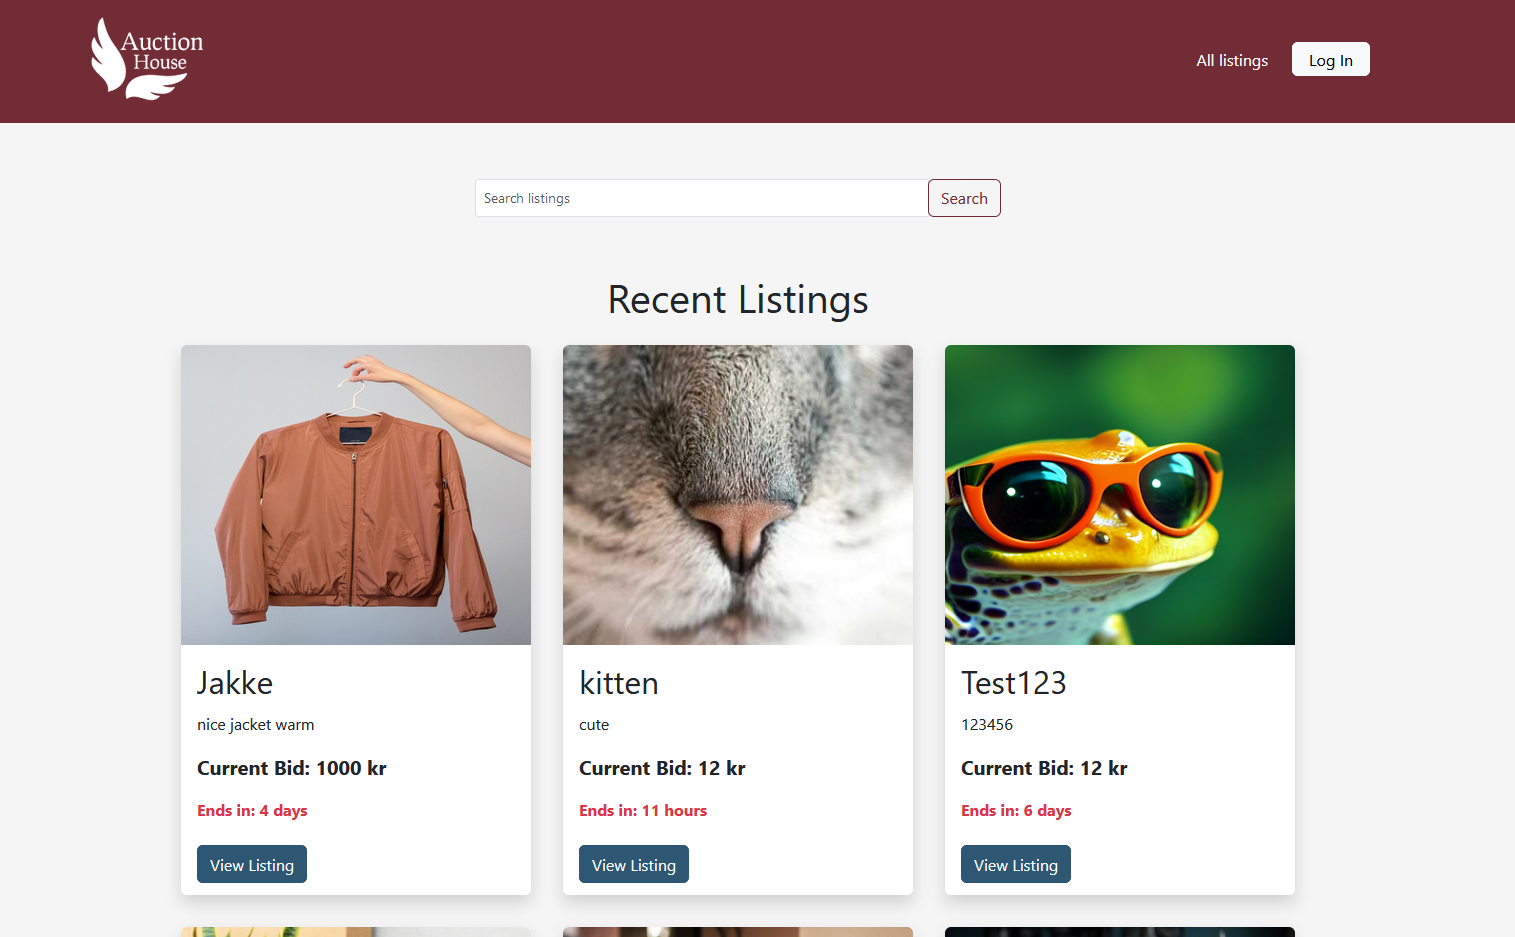 Auction
House
All listings
Log In
Search listings
Search
Recent Listings
Jakke
nice jacket warm
Current Bid: 1000 kr
Ends in: 4 days
View Listing
kitten
cute
Current Bid: 12 kr
Ends in: 11 hours
View Listing
Test123
123456
Current Bid: 12 kr
Ends in: 6 days
View Listing